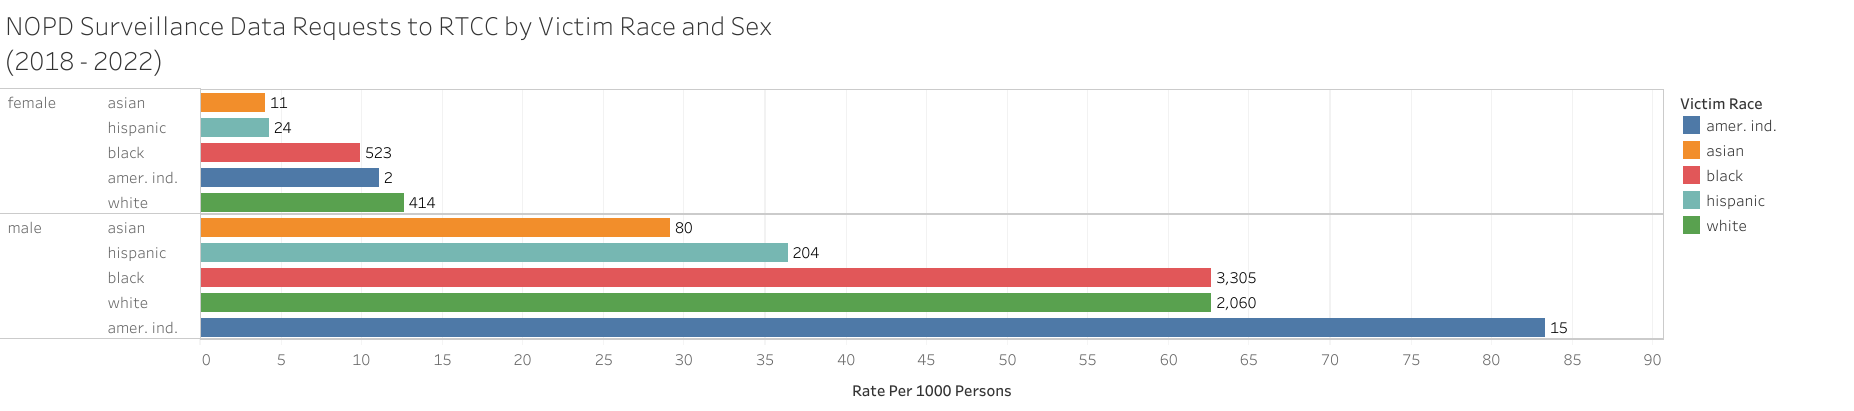 NOPD Surveillance Data Requests to RTCC by Victim Race and Sex
(2018 - 2022)
female asian 11
hispanic 24
black 523
amer. ind. 2
white 414
male asian 80
hispanic 204
black 3,305
white 2,060
amer. ind. 15
0 5 10 15 20 25 30 35 40 45 50 55 60 65 70 75 80 85 90
Rate Per 1000 Persons
Victim Race
amer. ind.
asian
black
hispanic
white